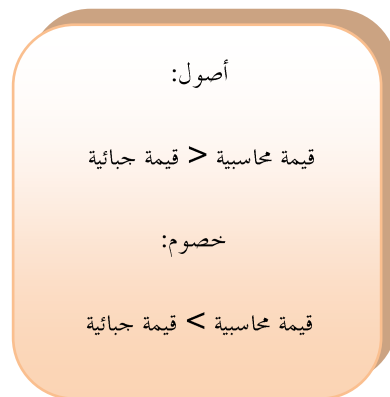 أصول:
قيمة محاسبية < قيمة جبائية
خصوم:
قيمة محاسبية > قيمة جبائية